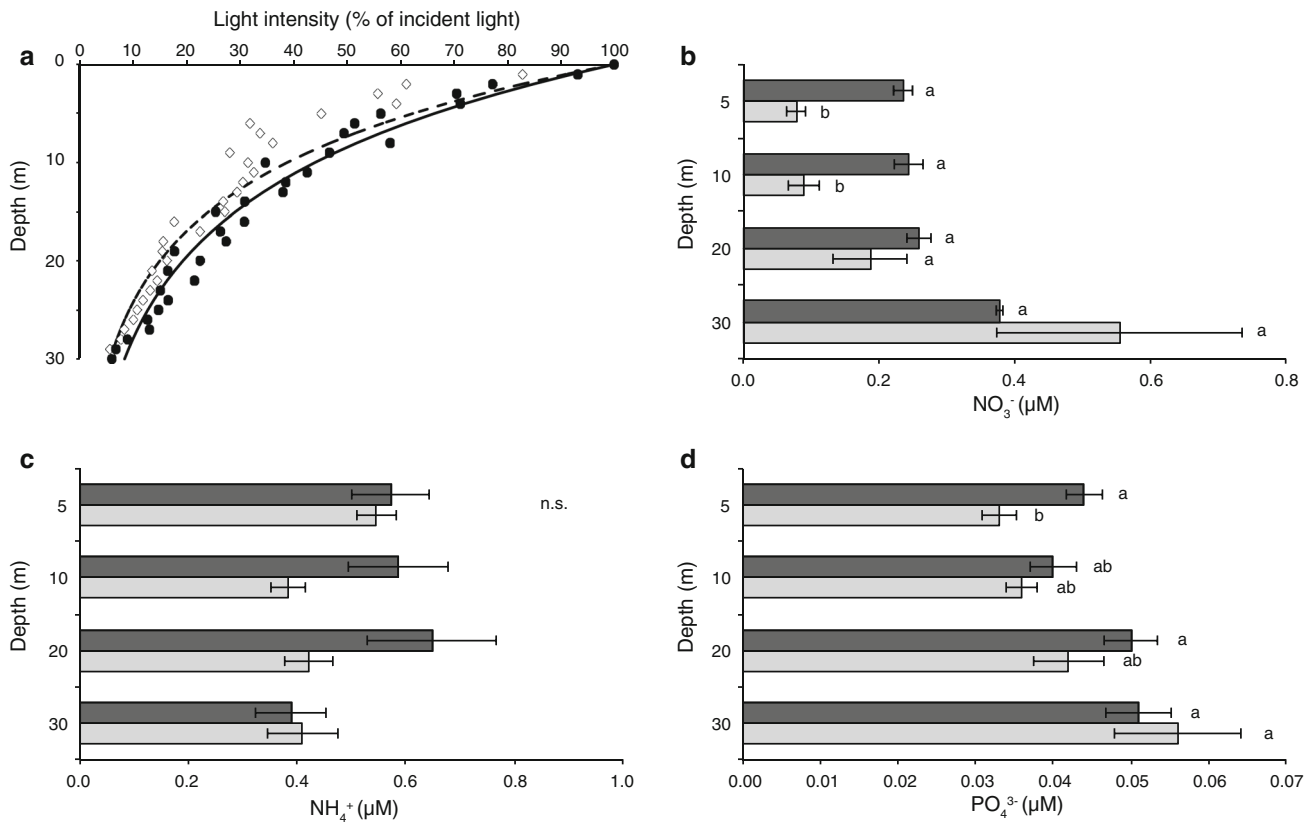 Light intensity (% of incident light)
a
0 10 20 30 40 50 60 70 80 90 100
0
10
20
30
Depth (m)
b
5
10
20
30
Depth (m)
a
b
a
b
a
a
a
a
0.0 0.2 0.4 0.6 0.8
NO₃⁻ (µM)
c
5
10
20
30
Depth (m)
n.s.
0.0 0.2 0.4 0.6 0.8 1.0
NH₄⁺ (µM)
d
5
10
20
30
Depth (m)
a
b
ab
ab
a
ab
a
a
0.00 0.01 0.02 0.03 0.04 0.05 0.06 0.07
PO₄³⁻ (µM)